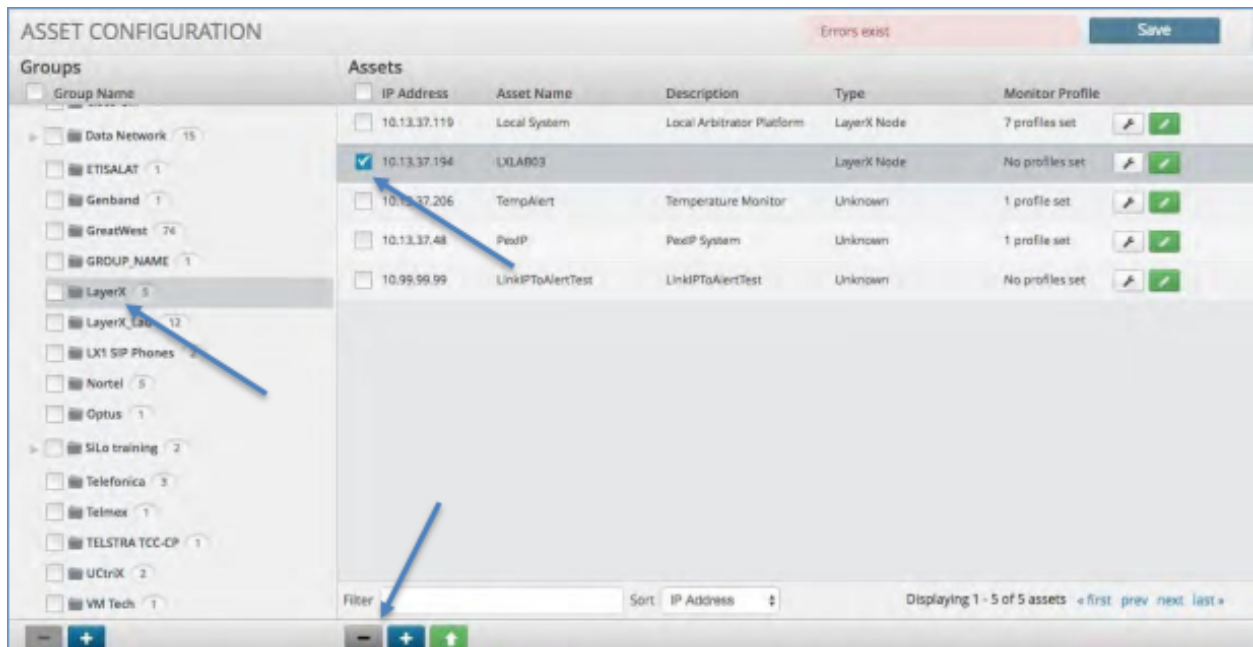 ASSET CONFIGURATION
Errors exist
Save
Groups
Group Name
Data Network 15
ETISALAT 1
Genband 1
GreatWest 74
GROUP_NAME 1
LayerX 5
LayerX_Lab 12
LX1 SIP Phones
Nortel 5
Optus 1
SiLo training 2
Telefonica 3
Telmex 1
TELSTRA TCC-CP 1
UCtriX 2
VM Tech 1
Assets
IP Address Asset Name Description Type Monitor Profile
10.13.37.119 Local System Local Arbitrator Platform LayerX Node 7 profiles set
10.13.37.194 LXLAB03 LayerX Node No profiles set
10.13.37.206 TempAlert Temperature Monitor Unknown 1 profile set
10.13.37.48 PexIP PexIP System Unknown 1 profile set
10.99.99.99 LinkIPToAlertTest LinkIPToAlertTest Unknown No profiles set
Filter Sort IP Address Displaying 1 - 5 of 5 assets «first prev next last»